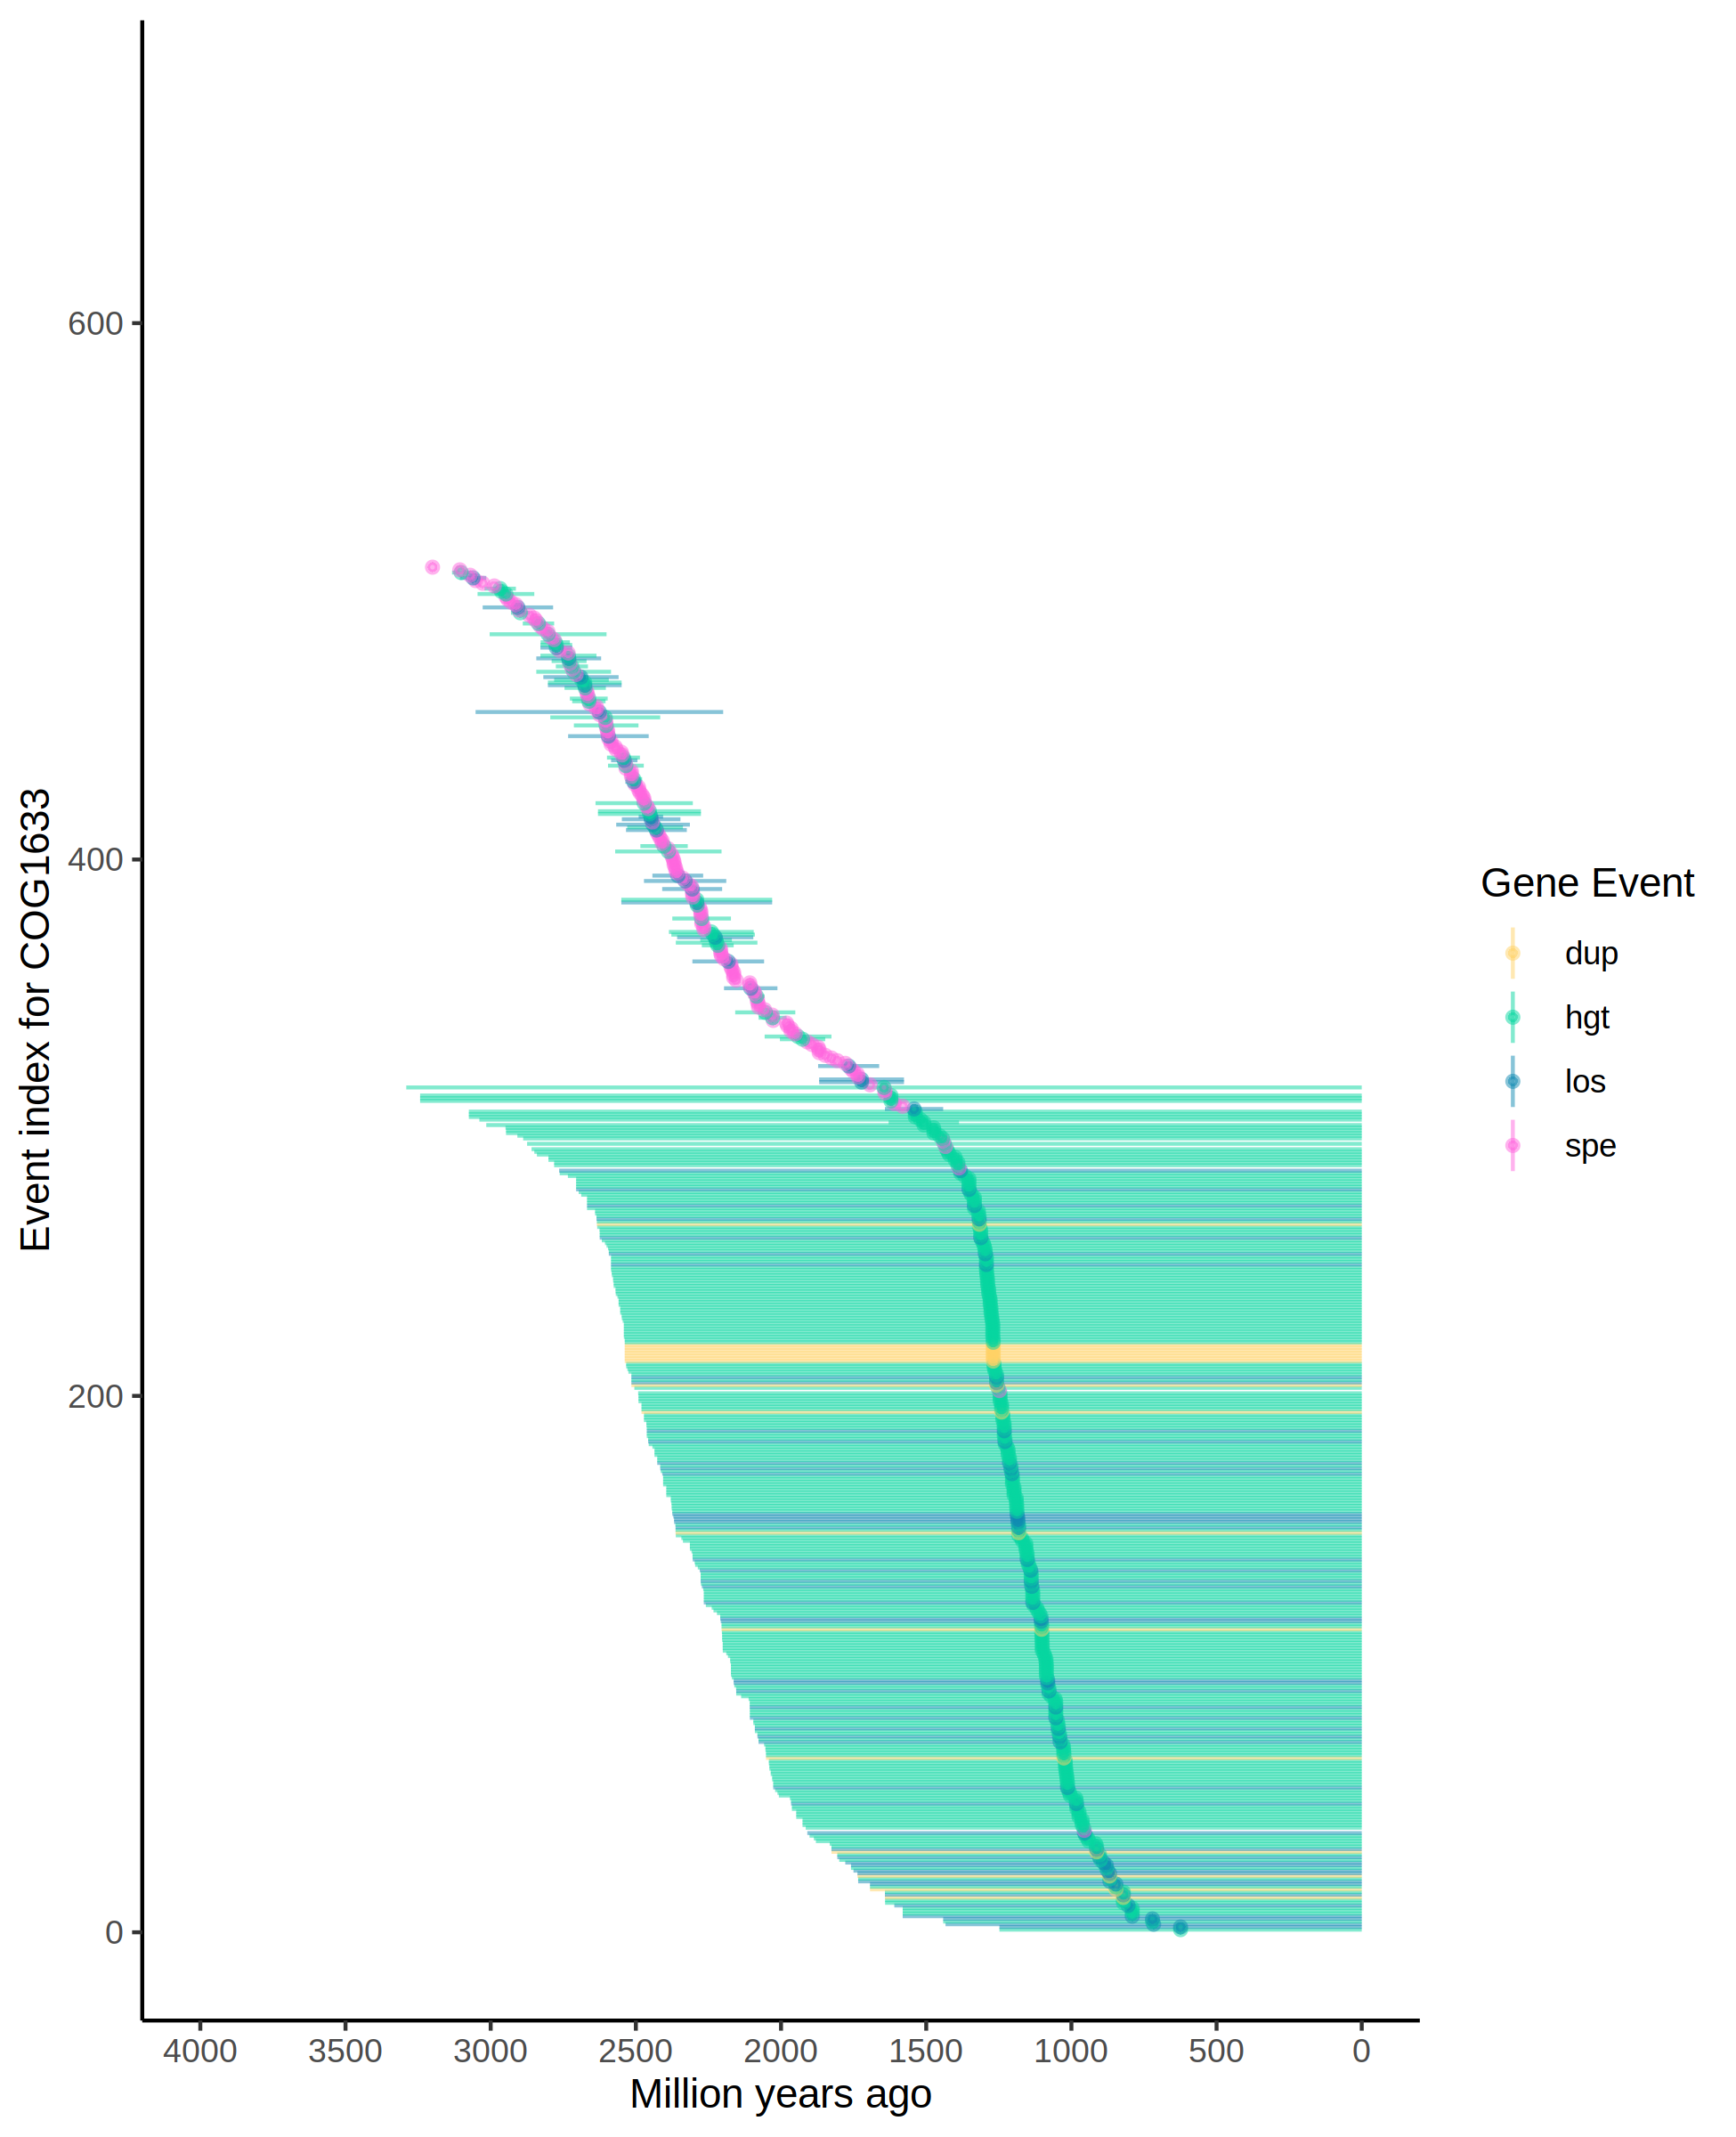 600
400
200
0
Event index for COG1633
4000 3500 3000 2500 2000 1500 1000 500 0
Million years ago
Gene Event
dup
hgt
los
spe